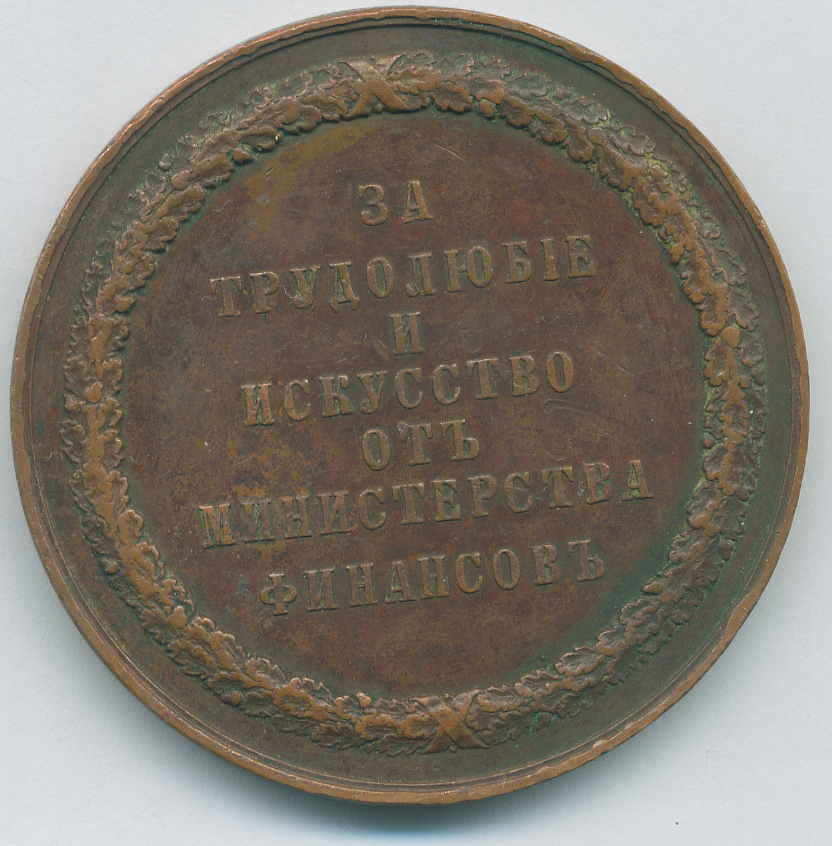 ЗА
ТРУДОЛЮБІЕ
И
ИСКУССТВО
ОТЪ
МИНИСТЕРСТВА
ФИНАНСОВЪ